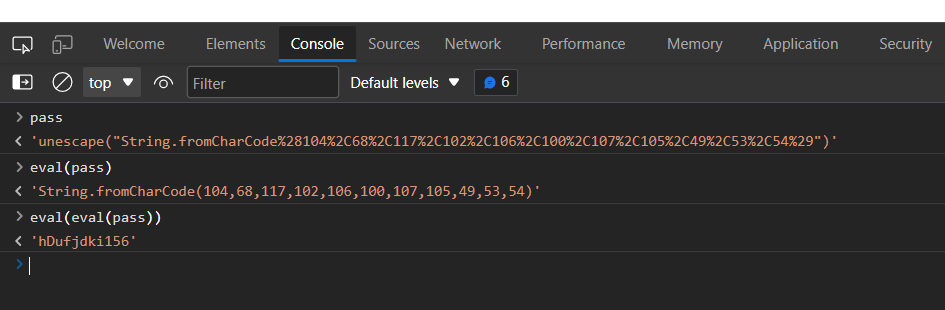 Welcome Elements Console Sources Network Performance Memory Application Security
top Filter Default levels 6
> pass
< 'unescape("String.fromCharCode%28104%2C68%2C117%2C102%2C106%2C100%2C107%2C105%2C49%2C53%2C54%29")'
> eval(pass)
< 'String.fromCharCode(104,68,117,102,106,100,107,105,49,53,54)'
> eval(eval(pass))
< 'hDufjdki156'
>